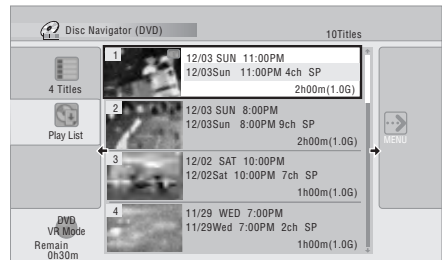 Disc Navigator (DVD)
10Titles
4 Titles
Play List
DVD
VR Mode
Remain
0h30m
1
12/03 SUN 11:00PM
12/03Sun 11:00PM 4ch SP
2h00m(1.0G)
2
12/03 SUN 8:00PM
12/03Sun 8:00PM 9ch SP
2h00m(1.0G)
3
12/02 SAT 10:00PM
12/02Sat 10:00PM 7ch SP
1h00m(1.0G)
4
11/29 WED 7:00PM
11/29Wed 7:00PM 2ch SP
1h00m(1.0G)
MENU